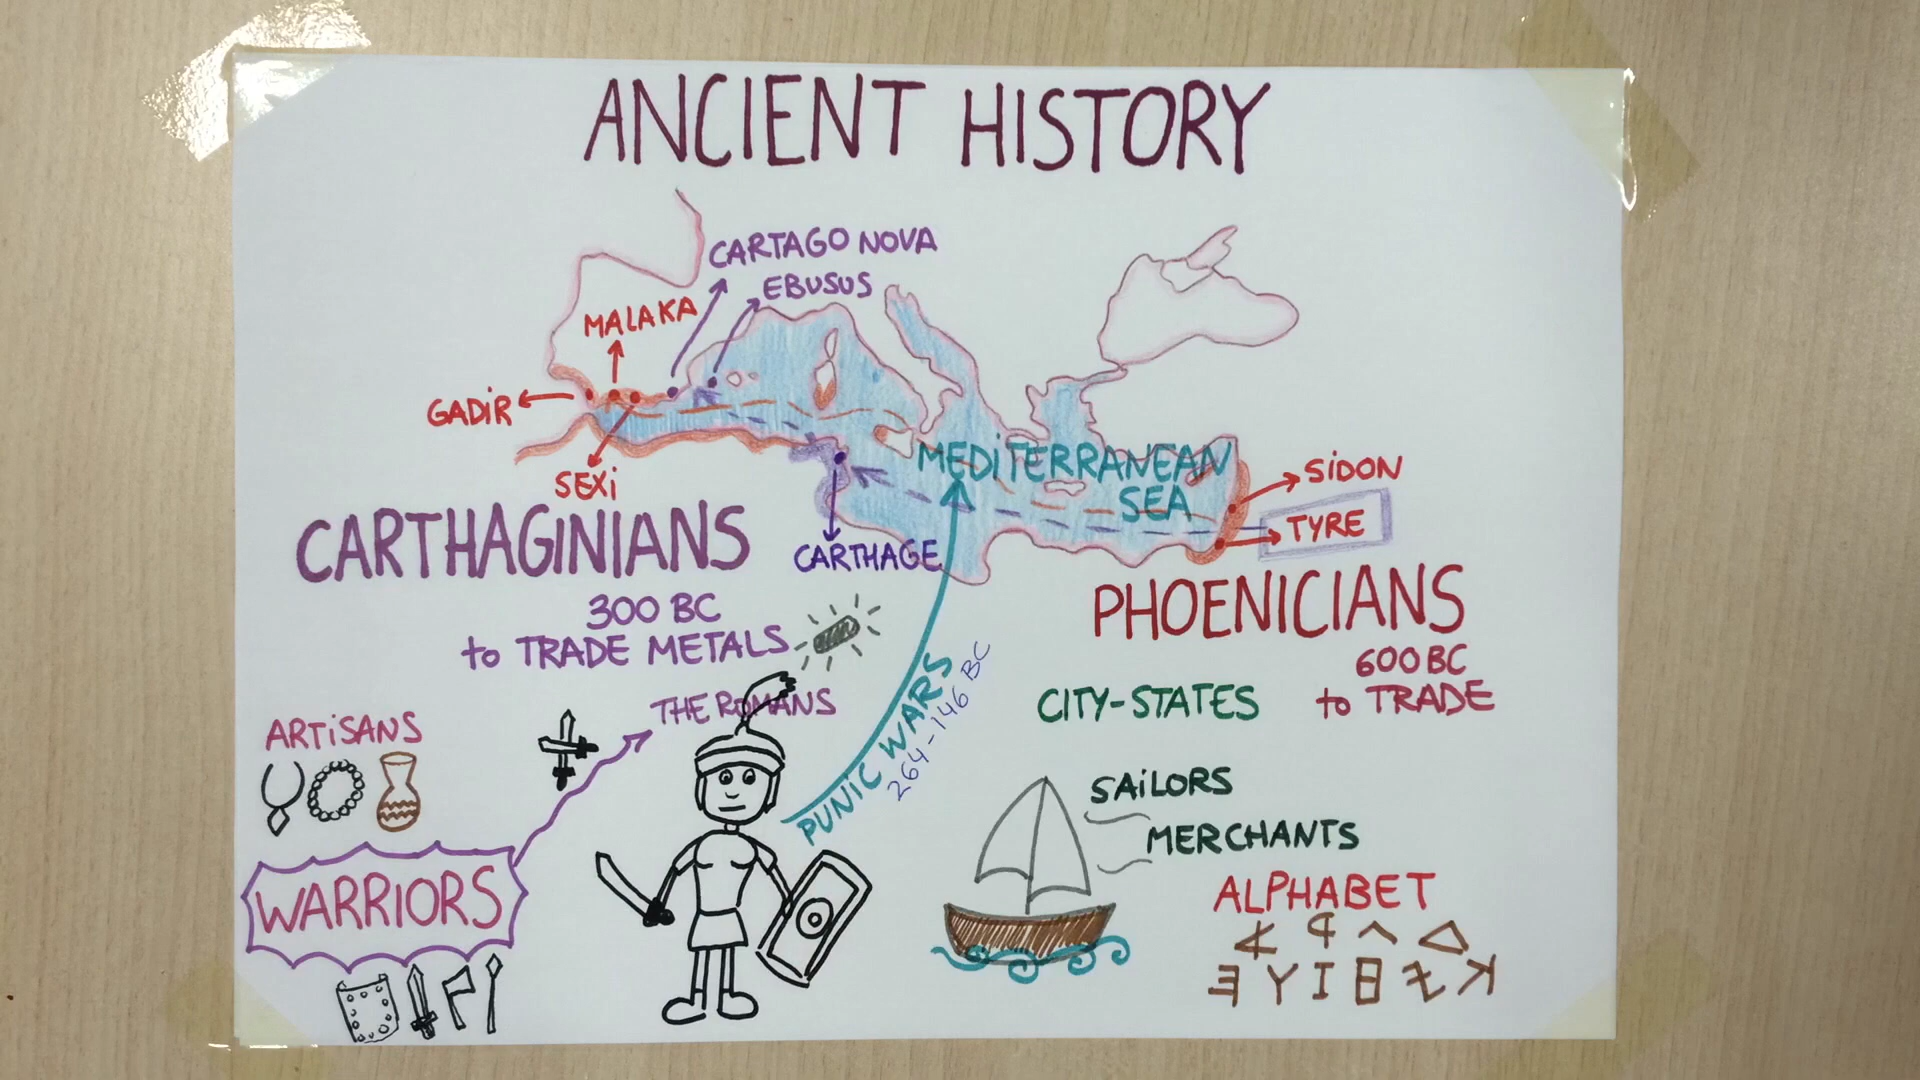 ANCIENT HISTORY
CARTAGO NOVA
EBUSUS
MALAKA
GADIR
SEXI
MEDITERRANEAN
SEA
SIDON
TYRE
CARTHAGE
CARTHAGINIANS
300 BC
to TRADE METALS
THE ROMANS
ARTISANS
WARRIORS
PUNIC WARS
264-146 BC
PHOENICIANS
600 BC
to TRADE
CITY-STATES
SAILORS
MERCHANTS
ALPHABET